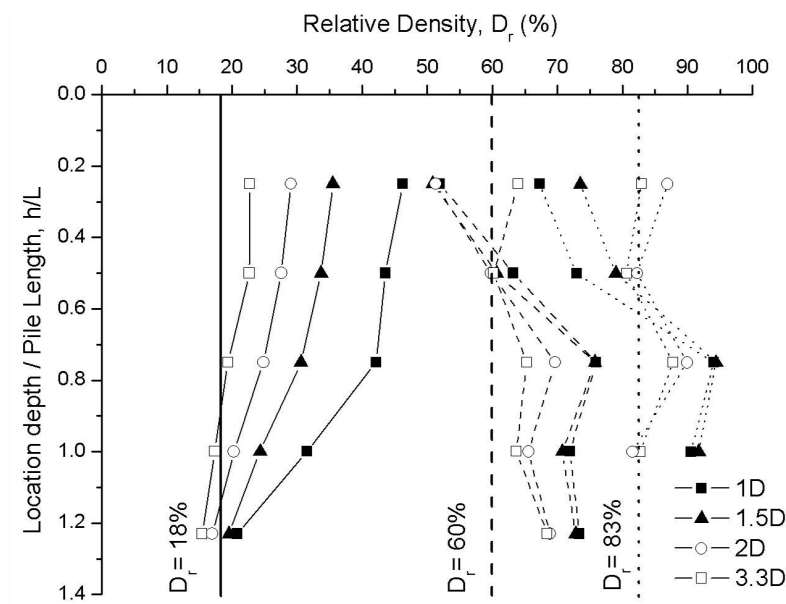 Relative Density, Dr (%)
0 10 20 30 40 50 60 70 80 90 100
Location depth / Pile Length, h/L
0.0
0.2
0.4
0.6
0.8
1.0
1.2
1.4
Dr = 18%
Dr = 60%
Dr = 83%
1D
1.5D
2D
3.3D